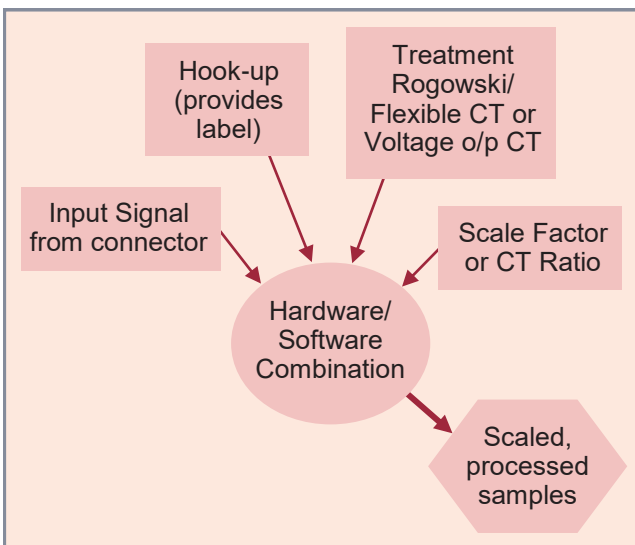 Hook-up
(provides
label)
Treatment
Rogowski/
Flexible CT or
Voltage o/p CT
Input Signal
from connector
Scale Factor
or CT Ratio
Hardware/
Software
Combination
Scaled,
processed
samples